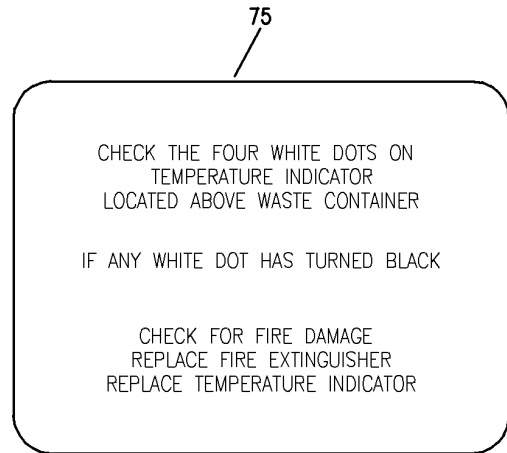 75
CHECK THE FOUR WHITE DOTS ON
TEMPERATURE INDICATOR
LOCATED ABOVE WASTE CONTAINER
IF ANY WHITE DOT HAS TURNED BLACK
CHECK FOR FIRE DAMAGE
REPLACE FIRE EXTINGUISHER
REPLACE TEMPERATURE INDICATOR